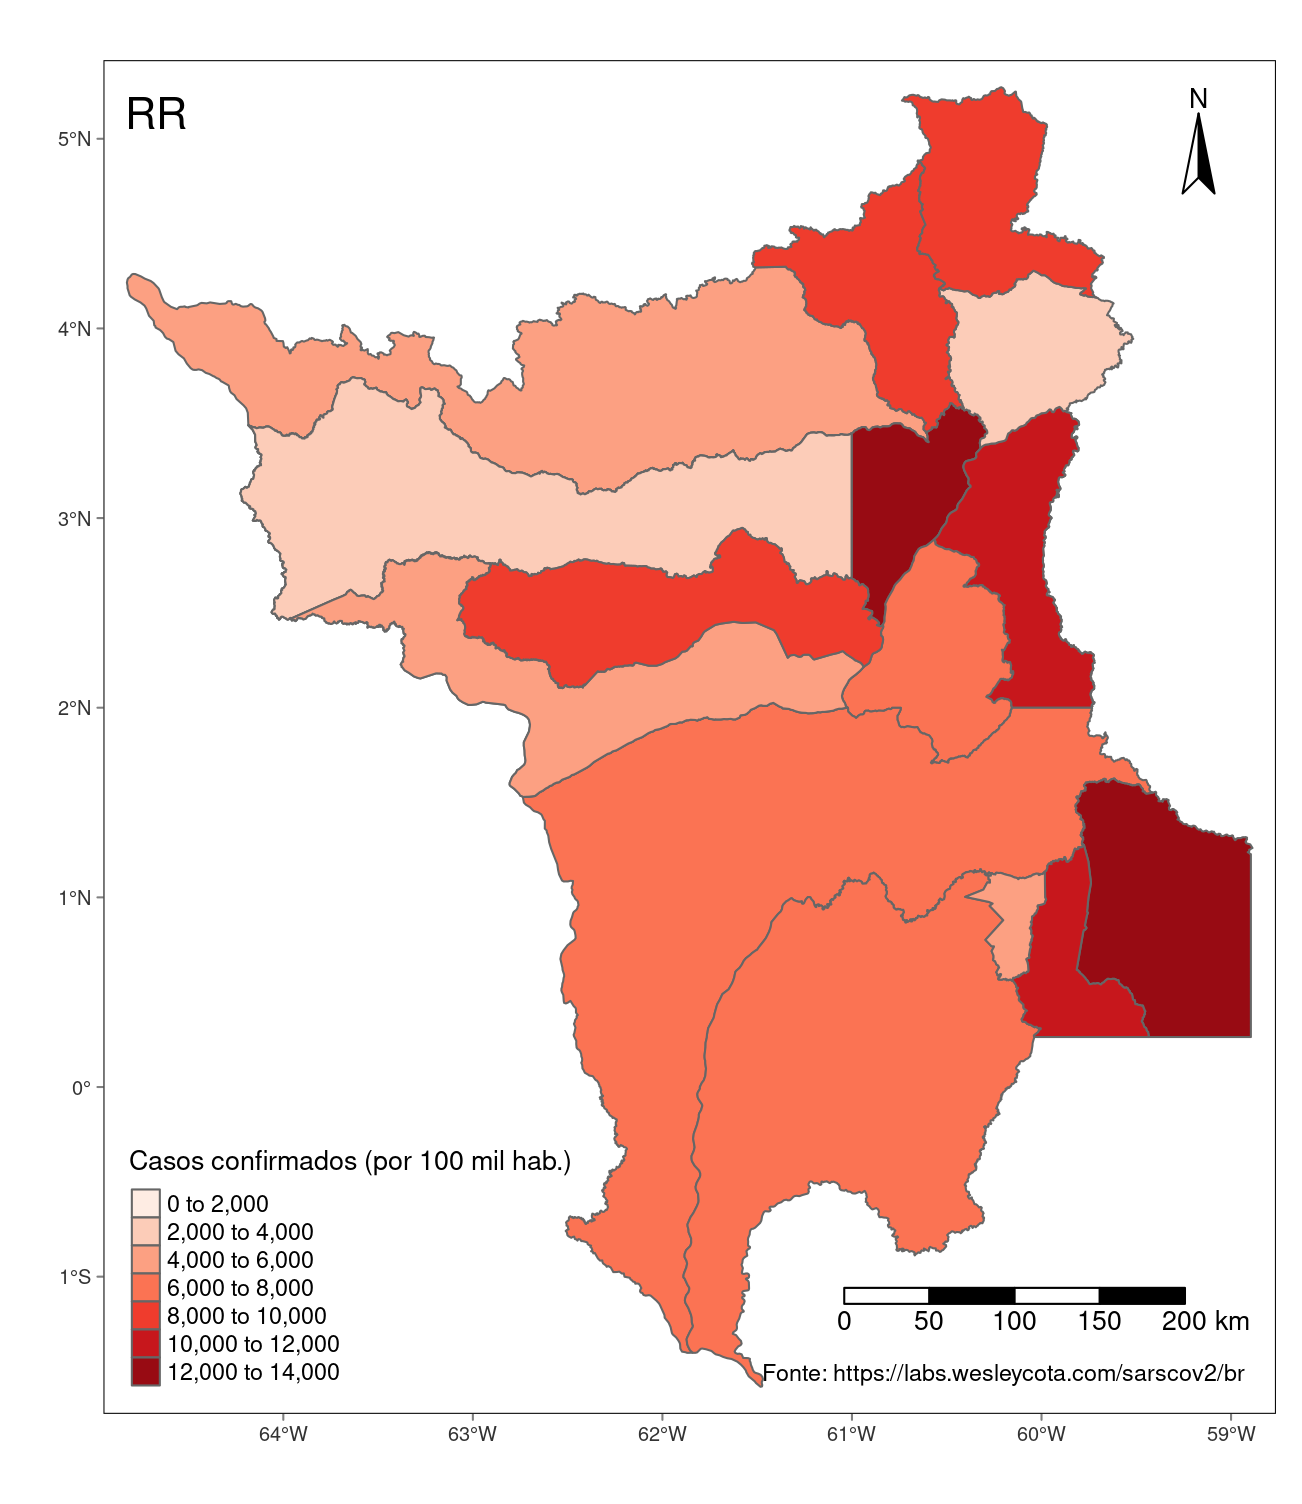 RR
N
5°N
4°N
3°N
2°N
1°N
0°
1°S
Casos confirmados (por 100 mil hab.)
0 to 2,000
2,000 to 4,000
4,000 to 6,000
6,000 to 8,000
8,000 to 10,000
10,000 to 12,000
12,000 to 14,000
0 50 100 150 200 km
Fonte: https://labs.wesleycota.com/sarscov2/br
64°W 63°W 62°W 61°W 60°W 59°W